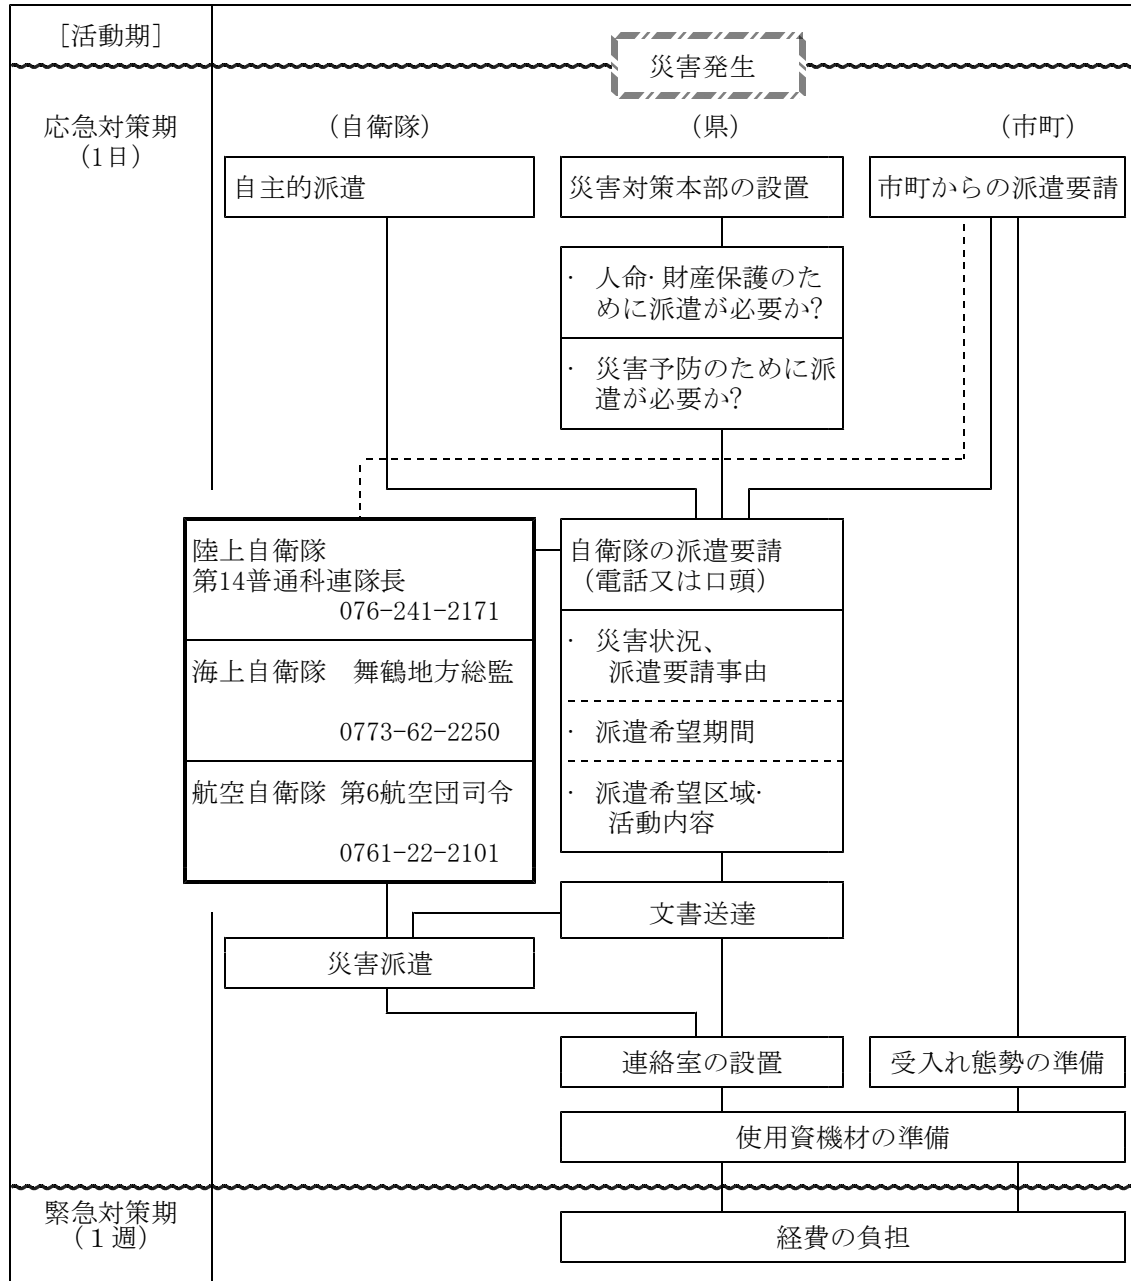 ［活動期］
災害発生
応急対策期
（1日）
（自衛隊）
（県）
（市町）
自主的派遣
災害対策本部の設置
市町からの派遣要請
・ 人命・財産保護のた
めに派遣が必要か？
・ 災害予防のために派
遣が必要か？
陸上自衛隊
第14普通科連隊長
076-241-2171
海上自衛隊　舞鶴地方総監
0773-62-2250
航空自衛隊 第6航空団司令
0761-22-2101
自衛隊の派遣要請
（電話又は口頭）
・ 災害状況、
派遣要請事由
・ 派遣希望期間
・ 派遣希望区域・
活動内容
文書送達
災害派遣
連絡室の設置
受入れ態勢の準備
使用資機材の準備
緊急対策期
（１週）
経費の負担